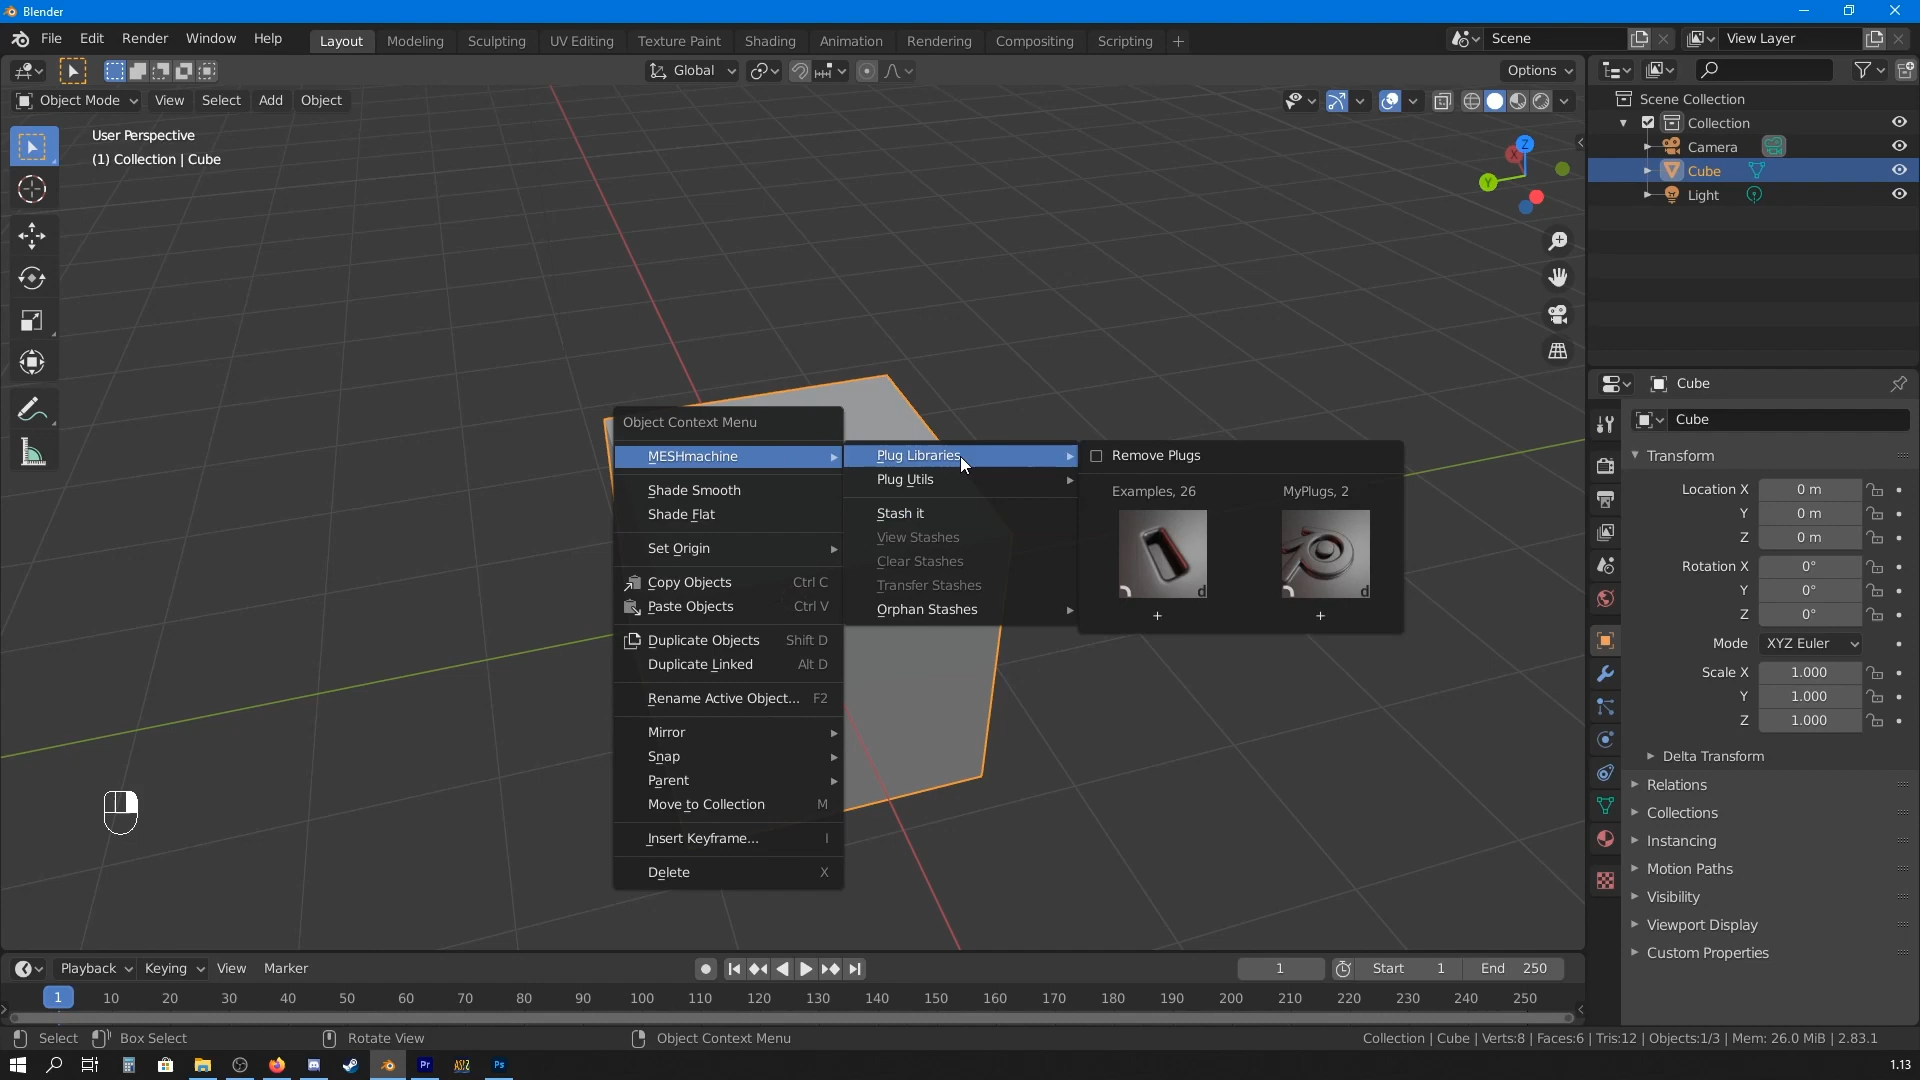 Blender
File Edit Render Window Help
Layout Modeling Sculpting UV Editing Texture Paint Shading Animation Rendering Compositing Scripting +
Scene
View Layer
Global
Options
Object Mode View Select Add Object
User Perspective
(1) Collection | Cube
Z
X
Y
Scene Collection
Collection
Camera
Cube
Light
Object Context Menu
MESHmachine
Shade Smooth
Shade Flat
Set Origin
Copy Objects Ctrl C
Paste Objects Ctrl V
Duplicate Objects Shift D
Duplicate Linked Alt D
Rename Active Object... F2
Mirror
Snap
Parent
Move to Collection M
Insert Keyframe... I
Delete X
Plug Libraries
Plug Utils
Stash it
View Stashes
Clear Stashes
Transfer Stashes
Orphan Stashes
Remove Plugs
Examples, 26 MyPlugs, 2
d d
+ +
Cube
Cube
Transform
Location X 0 m
Y 0 m
Z 0 m
Rotation X 0°
Y 0°
Z 0°
Mode XYZ Euler
Scale X 1.000
Y 1.000
Z 1.000
Delta Transform
Relations
Collections
Instancing
Motion Paths
Visibility
Viewport Display
Custom Properties
Playback Keying View Marker
1 Start 1 End 250
1 10 20 30 40 50 60 70 80 90 100 110 120 130 140 150 160 170 180 190 200 210 220 230 240 250
Select Box Select Rotate View Object Context Menu
Collection | Cube | Verts:8 | Faces:6 | Tris:12 | Objects:1/3 | Mem: 26.0 MiB | 2.83.1
Pr Ps
1.13